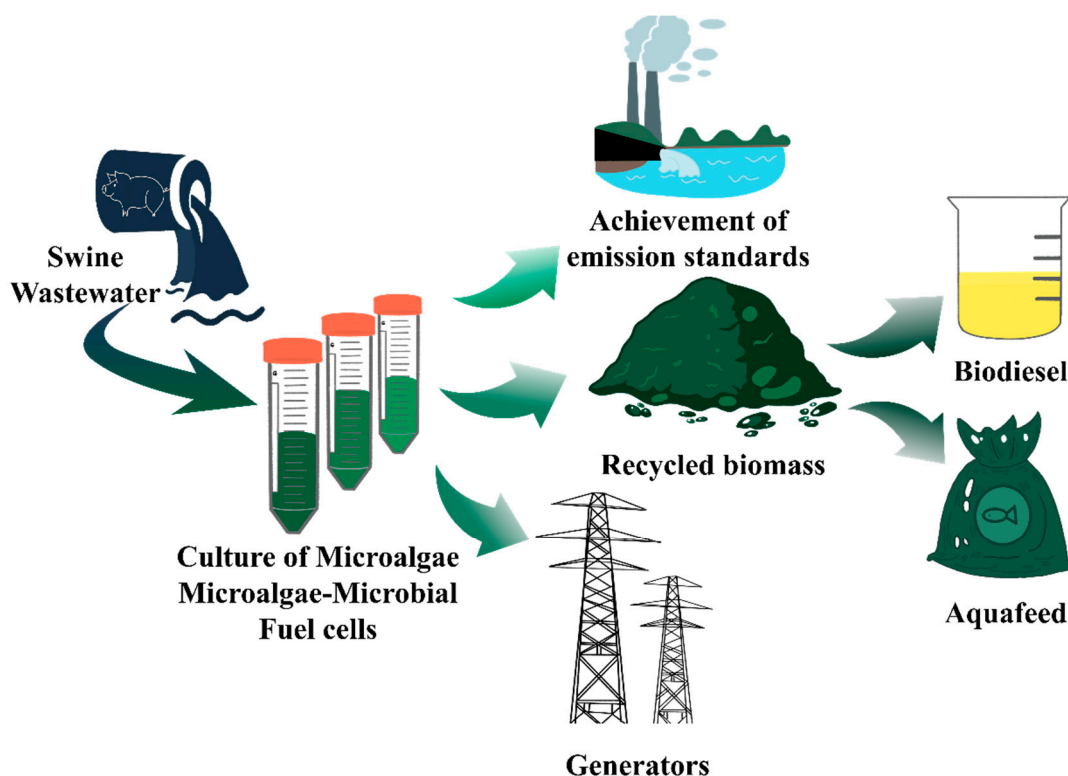 Swine
Wastewater
Culture of Microalgae
Microalgae-Microbial
Fuel cells
Achievement of
emission standards
Recycled biomass
Generators
Biodiesel
Aquafeed